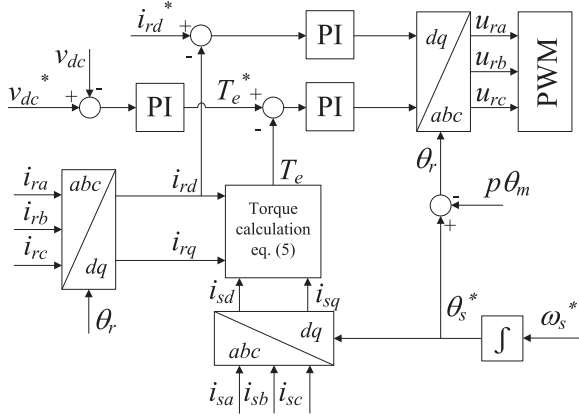 i_rd* + - PI dq abc u_ra u_rb u_rc PWM
v_dc* v_dc + - PI T_e* + - PI
θ_r
T_e
- pθ_m
+
i_ra i_rb i_rc abc dq i_rd i_rq
Torque
calculation
eq. (5)
θ_r
i_sd i_sq
θ_s* ∫ ω_s*
dq
abc
i_sa i_sb i_sc